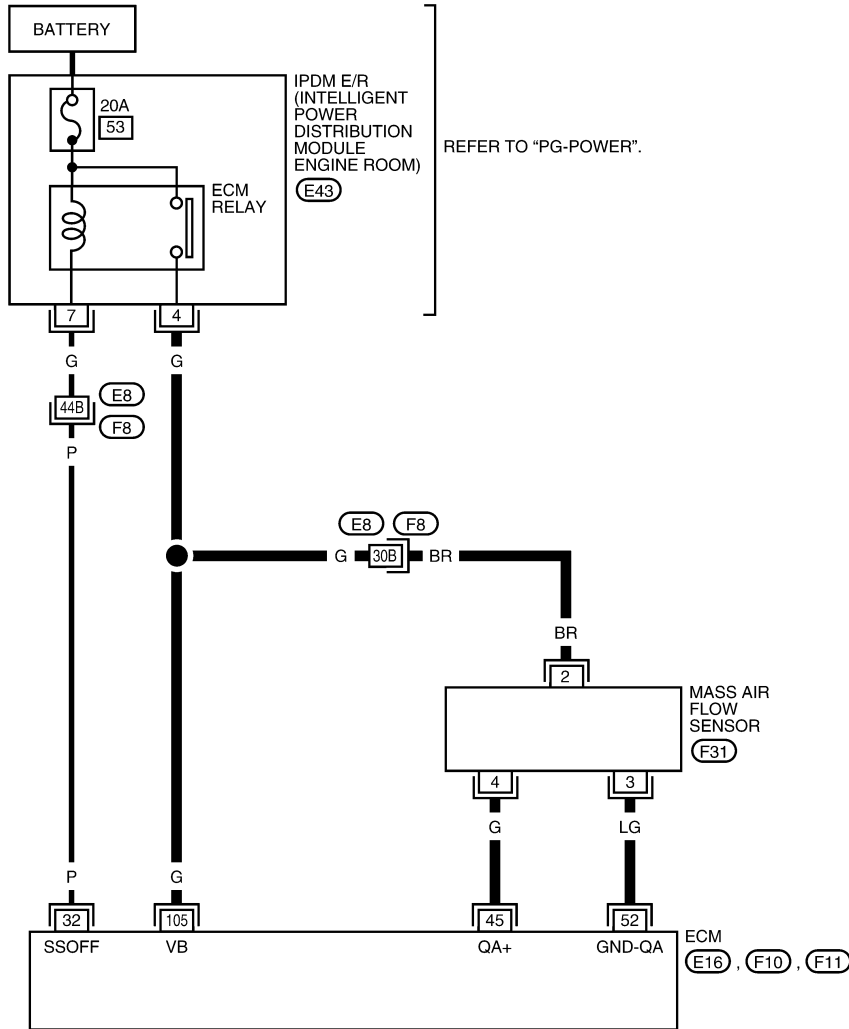 BATTERY
20A
53
ECM
RELAY
IPDM E/R
(INTELLIGENT
POWER
DISTRIBUTION
MODULE
ENGINE ROOM)
E43
REFER TO “PG-POWER”.
7
4
G
G
44B
E8
F8
P
E8
F8
G
30B
BR
BR
2
MASS AIR
FLOW
SENSOR
F31
4
3
G
LG
P
G
32
105
45
52
SSOFF
VB
QA+
GND-QA
ECM
E16 , F10 , F11